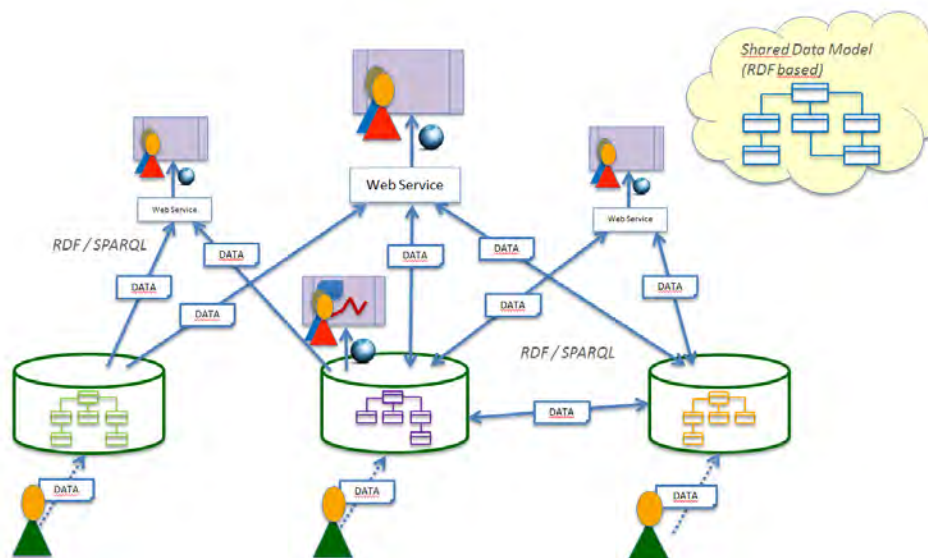 Shared Data Model
(RDF based)
Web Service
Web Service
Web Service
RDF / SPARQL
DATA
DATA
DATA
DATA
DATA
DATA
DATA
RDF / SPARQL
DATA
DATA
DATA
DATA